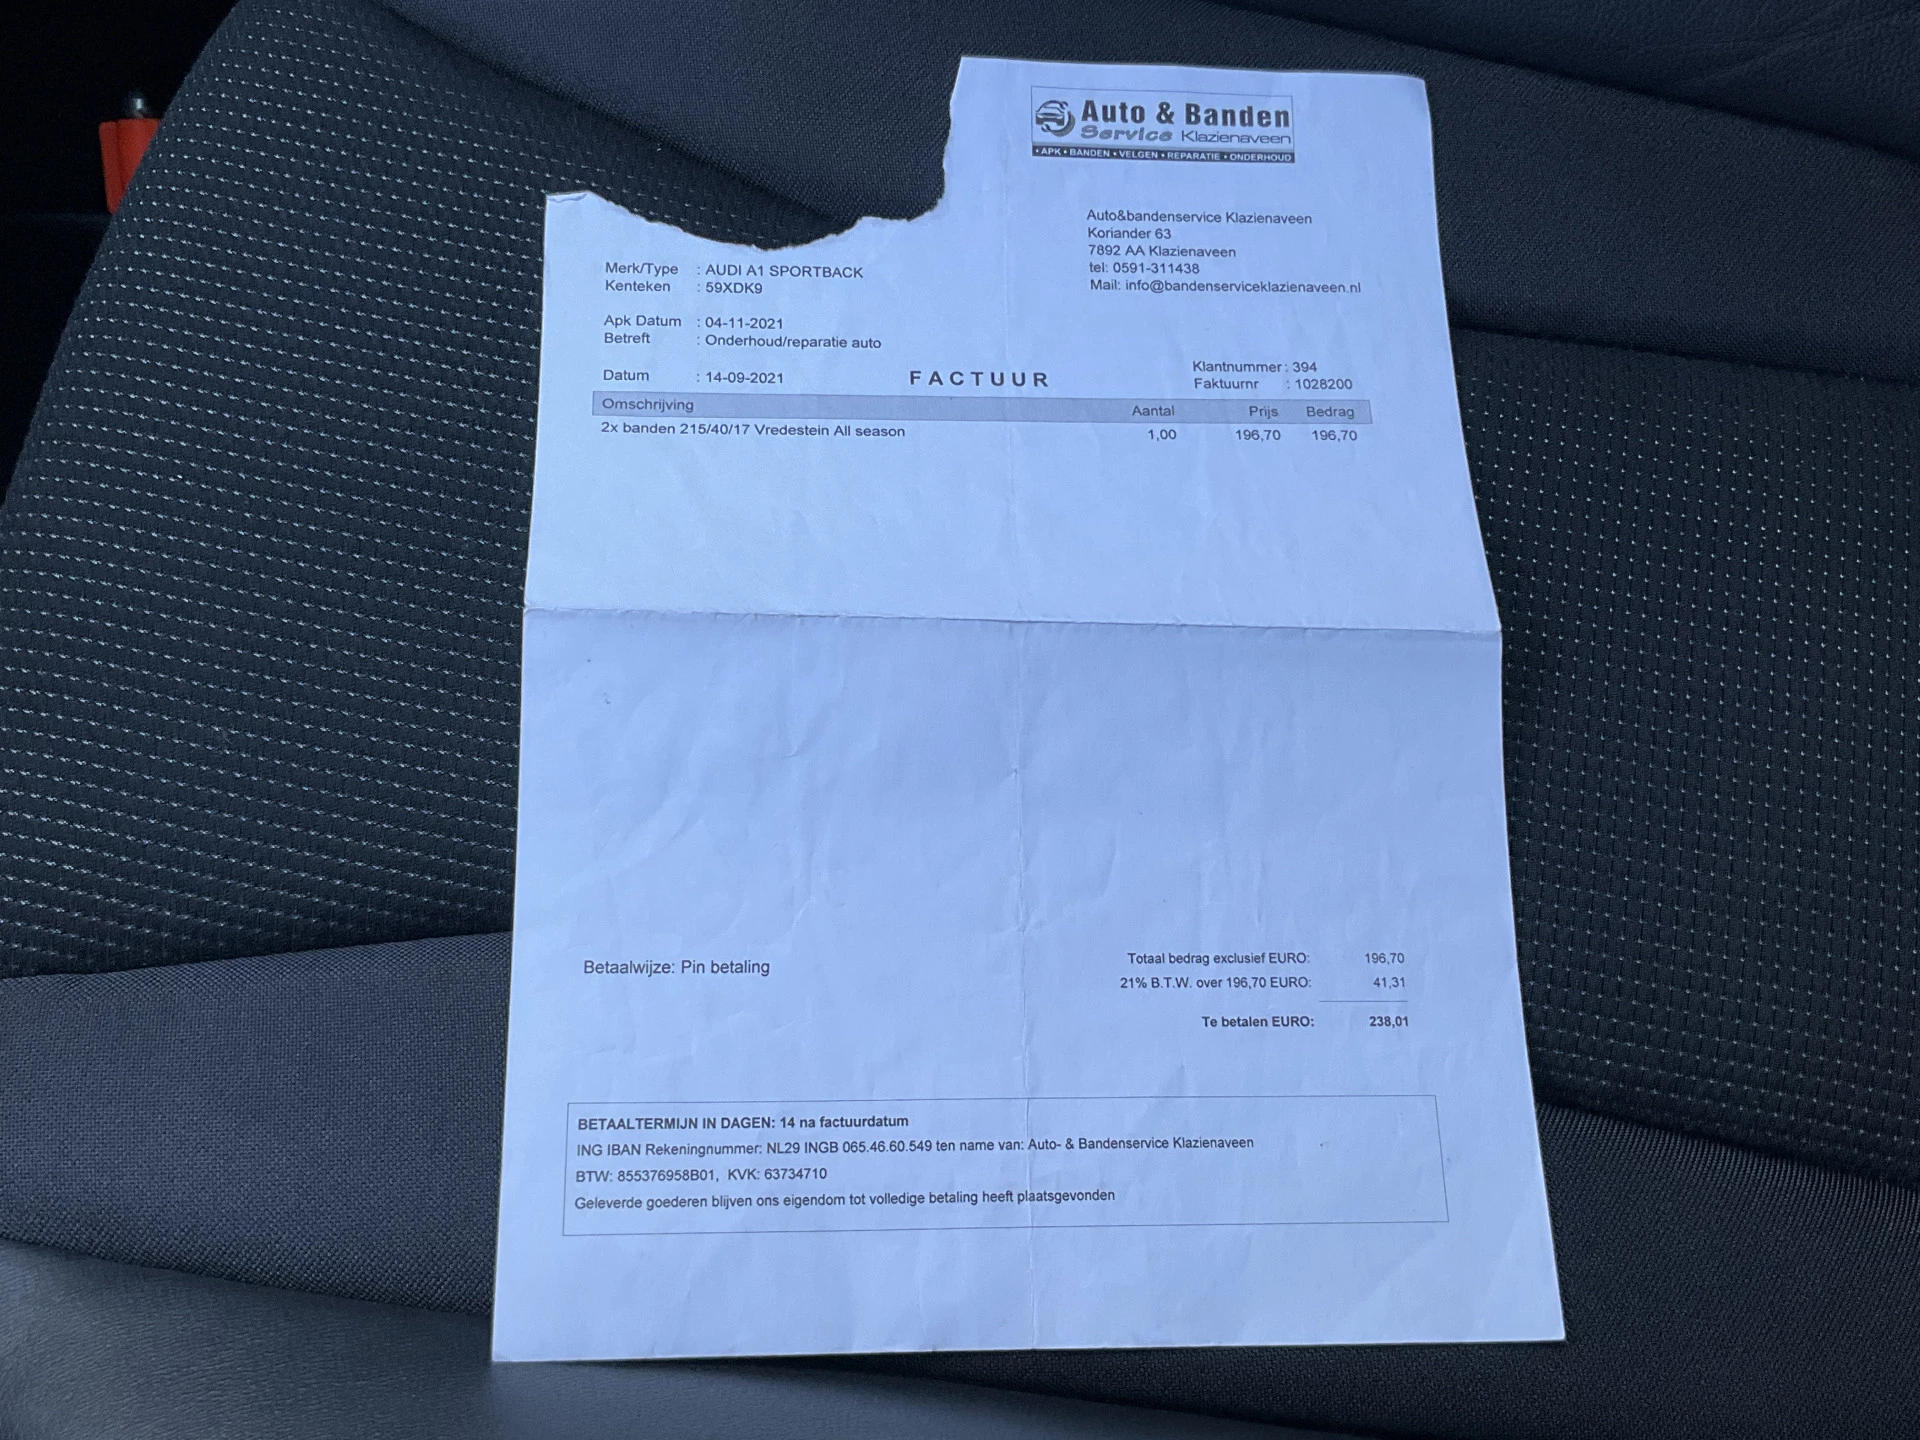 Auto & Banden
Service Klazienaveen
• APK • BANDEN • VELGEN • REPARATIE • ONDERHOUD
Auto&bandenservice Klazienaveen
Koriander 63
7892 AA Klazienaveen
tel: 0591-311438
Mail: info@bandenserviceklazienaveen.nl
Merk/Type : AUDI A1 SPORTBACK
Kenteken : 59XDK9
Apk Datum : 04-11-2021
Betreft : Onderhoud/reparatie auto
Klantnummer : 394
Datum : 14-09-2021 FACTUUR Faktuurnr : 1028200
Omschrijving Aantal Prijs Bedrag
2x banden 215/40/17 Vredestein All season 1,00 196,70 196,70
Betaalwijze: Pin betaling
Totaal bedrag exclusief EURO: 196,70
21% B.T.W. over 196,70 EURO: 41,31
Te betalen EURO: 238,01
BETAALTERMIJN IN DAGEN: 14 na factuurdatum
ING IBAN Rekeningnummer: NL29 INGB 065.46.60.549 ten name van: Auto- & Bandenservice Klazienaveen
BTW: 855376958B01, KVK: 63734710
Geleverde goederen blijven ons eigendom tot volledige betaling heeft plaatsgevonden